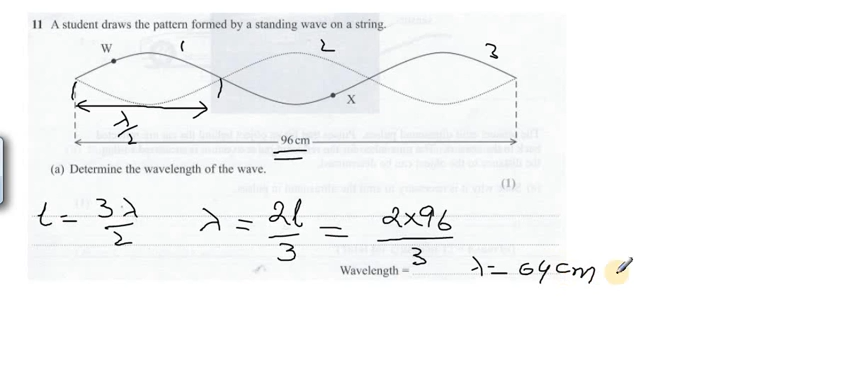 11 A student draws the pattern formed by a standing wave on a string.
W 1 2 3
X
λ/2
96 cm
(a) Determine the wavelength of the wave.
(1)
l = 3λ/2 λ = 2l/3 = 2×96/3
Wavelength = λ = 64cm